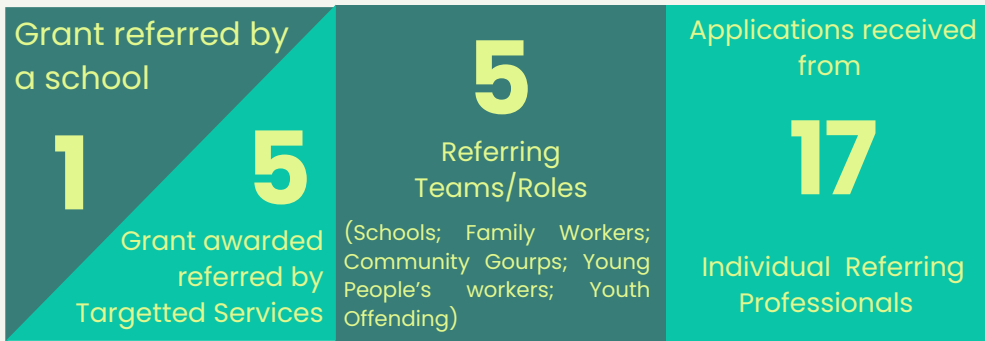 Grant referred by
a school
1
5
Grant awarded
referred by
Targetted Services
5
Referring
Teams/Roles
(Schools; Family Workers;
Community Gourps; Young
People's workers; Youth
Offending)
Applications received
from
17
Individual Referring
Professionals